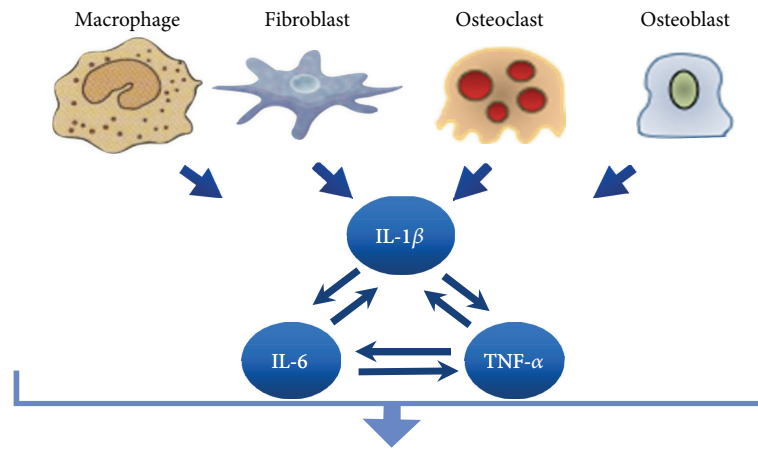 Macrophage
Fibroblast
Osteoclast
Osteoblast
IL-1β
IL-6
TNF-α